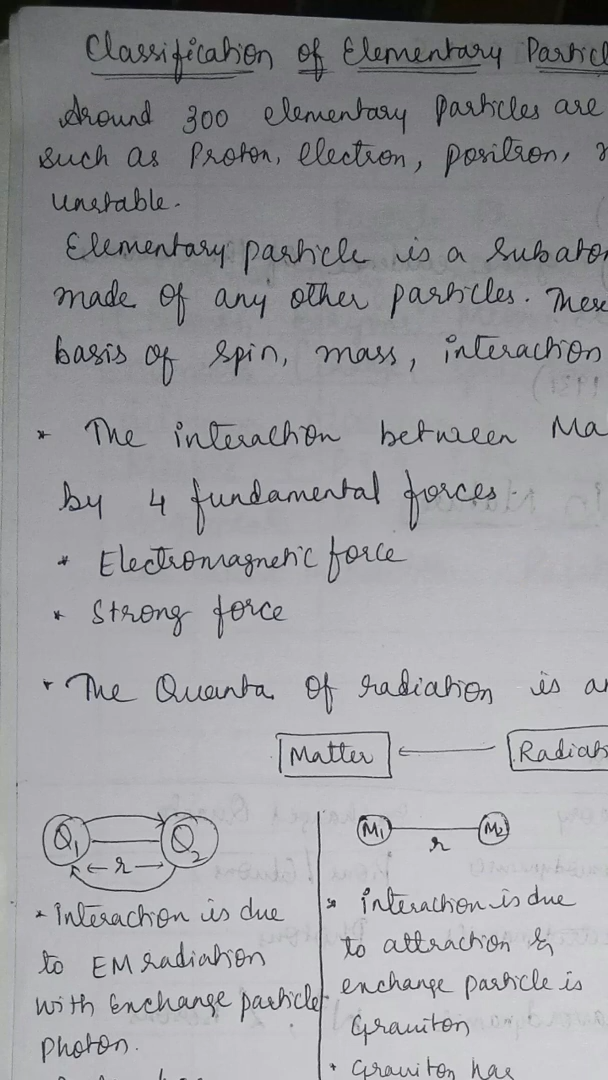 Classification of Elementary Particl
Around 300 elementary particles are
such as Proton, electron, positron,
unstable.
Elementary particle is a subato
made of any other particles. These
basis of spin, mass, interaction
* The interaction between Ma
by 4 fundamental forces.
* Electromagnetic force
* Strong force
* The Quanta of radiation is a
Matter Radiat
Q1 Q2
r
* interaction is due
to EM radiation
with exchange particle
photon.
M1 M2
r
* interaction is due
to attraction &
exchange particle is
Graviton
* Graviton has